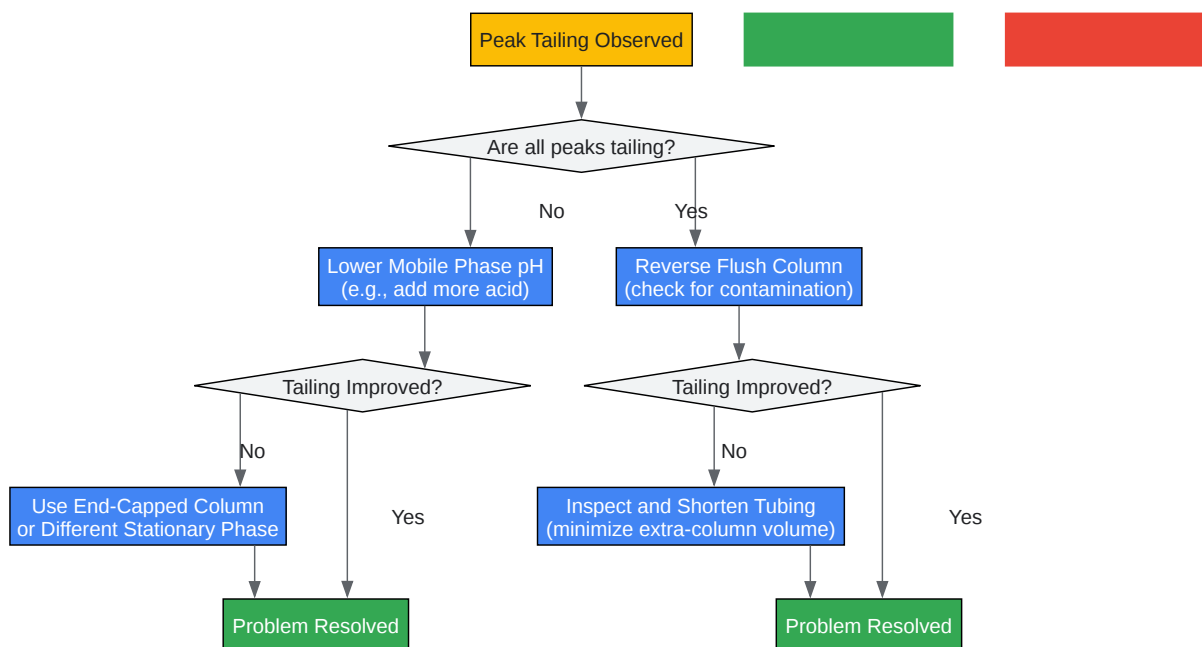 Peak Tailing Observed
Are all peaks tailing?
No
Yes
Lower Mobile Phase pH
(e.g., add more acid)
Reverse Flush Column
(check for contamination)
Tailing Improved?
Tailing Improved?
No
No
Use End-Capped Column
or Different Stationary Phase
Yes
Inspect and Shorten Tubing
(minimize extra-column volume)
Yes
Problem Resolved
Problem Resolved